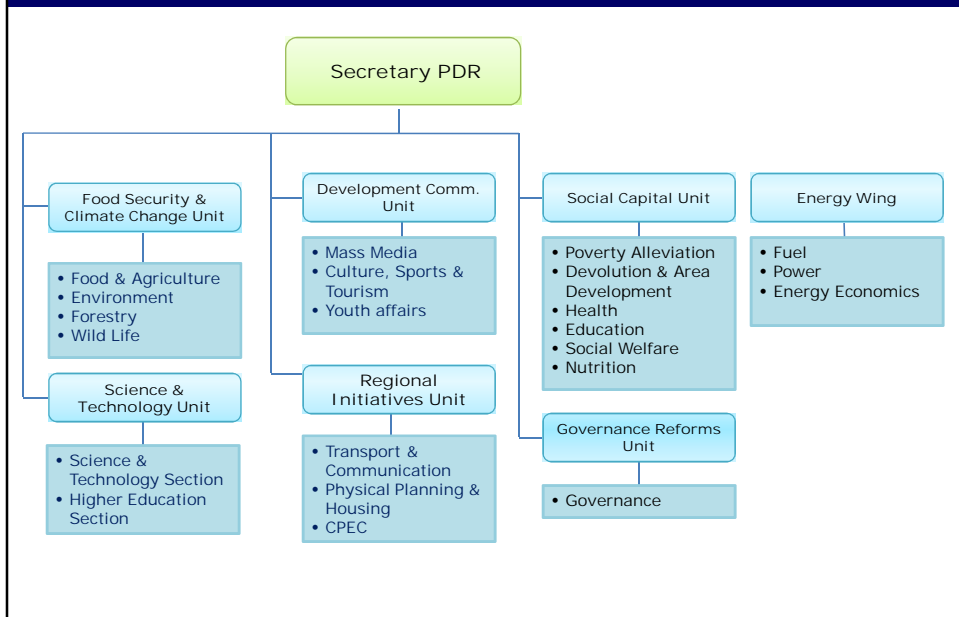 Secretary PDR
Food Security &
Climate Change Unit
• Food & Agriculture
• Environment
• Forestry
• Wild Life
Science &
Technology Unit
• Science &
Technology Section
• Higher Education
Section
Development Comm.
Unit
• Mass Media
• Culture, Sports &
Tourism
• Youth affairs
Regional
Initiatives Unit
• Transport &
Communication
• Physical Planning &
Housing
• CPEC
Social Capital Unit
• Poverty Alleviation
• Devolution & Area
Development
• Health
• Education
• Social Welfare
• Nutrition
Governance Reforms
Unit
• Governance
Energy Wing
• Fuel
• Power
• Energy Economics